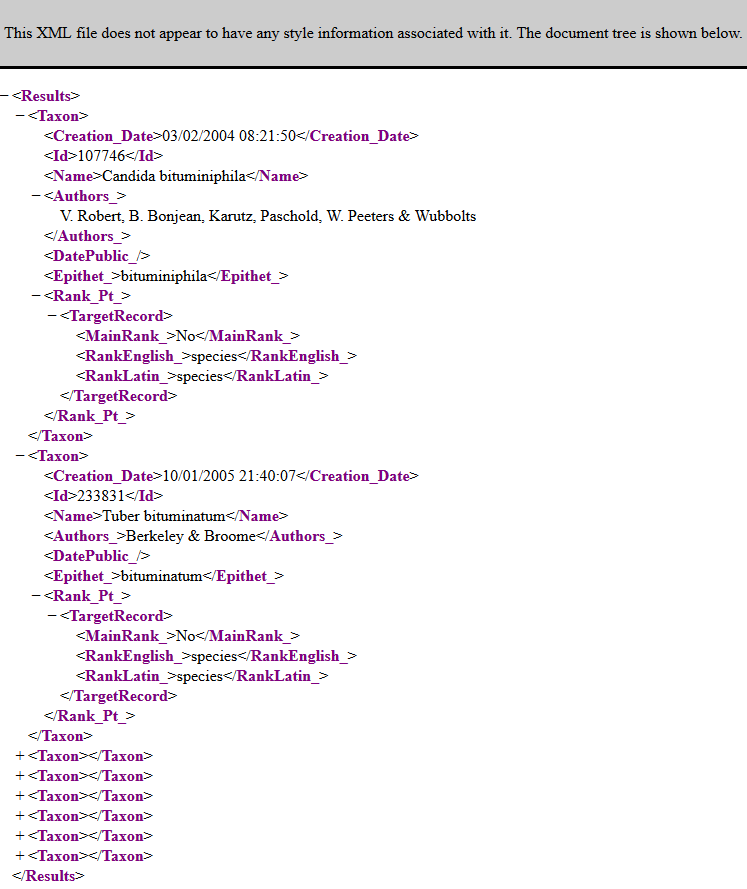 This XML file does not appear to have any style information associated with it. The document tree is shown below.
−<Results>
−<Taxon>
<Creation_Date>03/02/2004 08:21:50</Creation_Date>
<Id>107746</Id>
<Name>Candida bituminiphila</Name>
−<Authors_>
V. Robert, B. Bonjean, Karutz, Paschold, W. Peeters & Wubbolts
</Authors_>
<DatePublic_/>
<Epithet_>bituminiphila</Epithet_>
−<Rank_Pt_>
−<TargetRecord>
<MainRank_>No</MainRank_>
<RankEnglish_>species</RankEnglish_>
<RankLatin_>species</RankLatin_>
</TargetRecord>
</Rank_Pt_>
</Taxon>
−<Taxon>
<Creation_Date>10/01/2005 21:40:07</Creation_Date>
<Id>233831</Id>
<Name>Tuber bituminatum</Name>
<Authors_>Berkeley & Broome</Authors_>
<DatePublic_/>
<Epithet_>bituminatum</Epithet_>
−<Rank_Pt_>
−<TargetRecord>
<MainRank_>No</MainRank_>
<RankEnglish_>species</RankEnglish_>
<RankLatin_>species</RankLatin_>
</TargetRecord>
</Rank_Pt_>
</Taxon>
+<Taxon></Taxon>
+<Taxon></Taxon>
+<Taxon></Taxon>
+<Taxon></Taxon>
+<Taxon></Taxon>
+<Taxon></Taxon>
</Results>